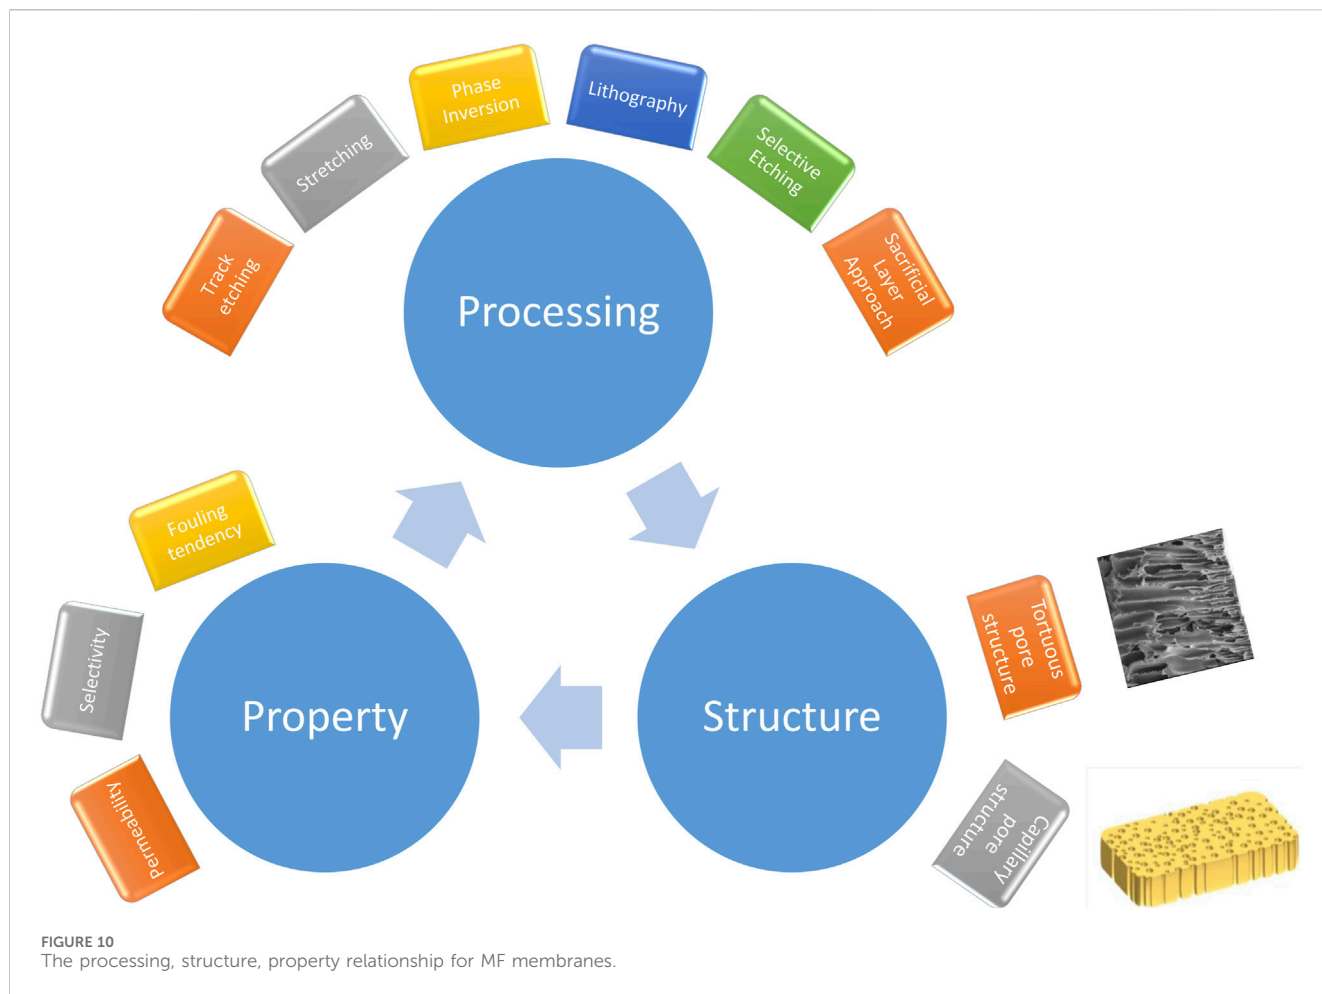 Track
etching
Stretching
Phase
Inversion
Lithography
Selective
Etching
Sacrificial
Layer
Approach
Processing
Fouling
tendency
Selectivity
Permeability
Property
Structure
Tortuous
pore
structure
Capillary
pore
structure
FIGURE 10
The processing, structure, property relationship for MF membranes.